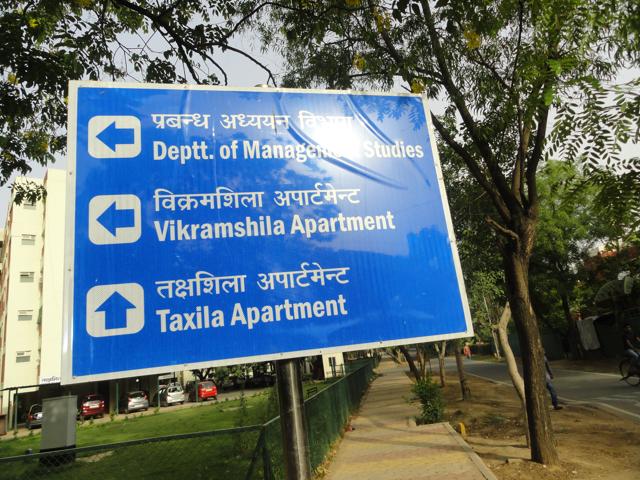 प्रबन्ध अध्ययन विभाग
Deptt. of Management Studies
विक्रमशिला अपार्टमेन्ट
Vikramshila Apartment
तक्षशिला अपार्टमेन्ट
Taxila Apartment